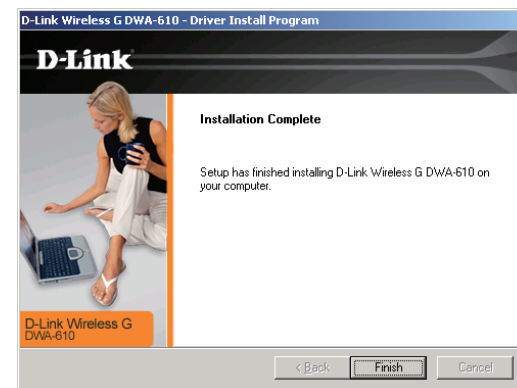 D-Link Wireless G DWA-610 - Driver Install Program
D-Link
Installation Complete
Setup has finished installing D-Link Wireless G DWA-610 on
your computer.
D-Link Wireless G
DWA-610
< Back
Finish
Cancel